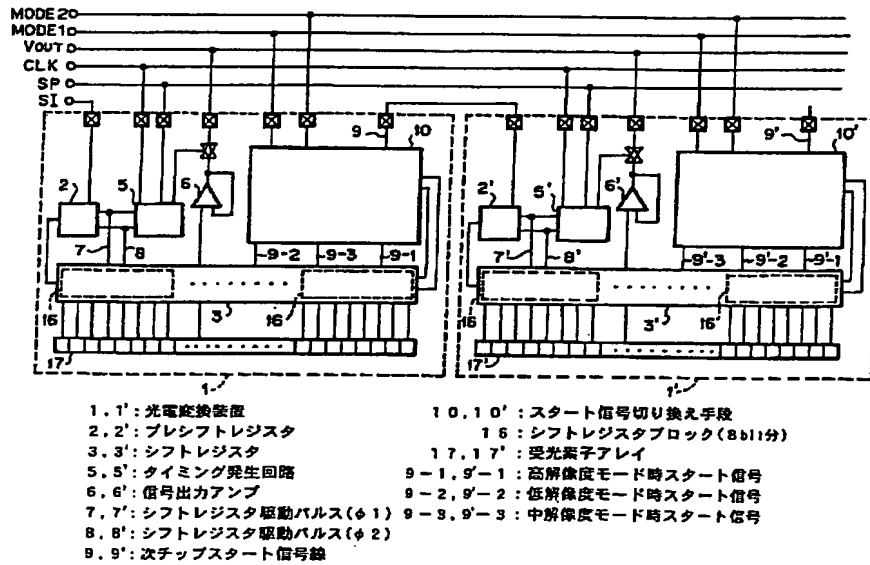 MODE2
MODE1
VOUT
CLK
SP
SI
9 10 9' 10'
2 5 6 2' 5' 6'
7 8 9-2 9-3 9-1 7' 8' 9'-3 9'-2 9'-1
16 16 16 16'
3 3'
17 17'
1 1'
1,1':光電変換装置
2,2':プレシフトレジスタ
3,3':シフトレジスタ
5,5':タイミング発生回路
6,6':信号出力アンプ
7,7':シフトレジスタ駆動パルス(φ1)
8,8':シフトレジスタ駆動パルス(φ2)
9,9':次チップスタート信号線
10,10':スタート信号切り換え手段
16:シフトレジスタブロック(8bit分)
17,17':受光素子アレイ
9-1,9'-1:高解像度モード時スタート信号
9-2,9'-2:低解像度モード時スタート信号
9-3,9'-3:中解像度モード時スタート信号